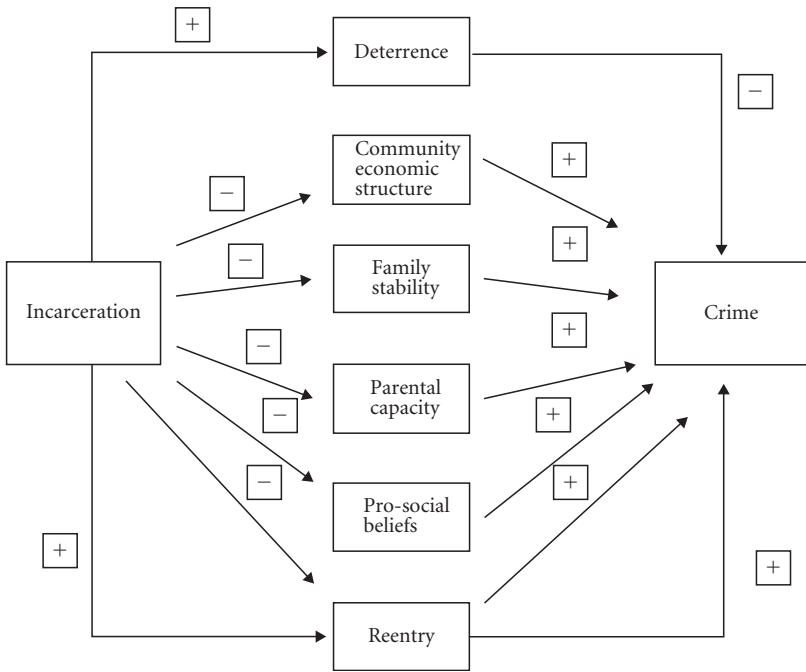 +
Deterrence
−
Community
economic
structure
+
−
+
−
Family
stability
Incarceration
Crime
+
−
Parental
capacity
−
+
−
Pro-social
beliefs
+
+
+
Reentry